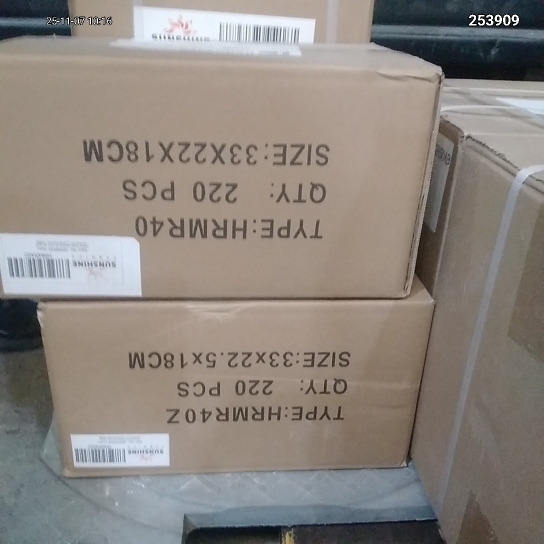 25-11-07 10:16
253909
SUNSHINE
TYPE:HRMR40
QTY: 220 PCS
SIZE:33X22X18CM
SUNSHINE
TYPE:HRMR40Z
QTY: 220 PCS
SIZE:33x22.5x18CM
SUNSHINE